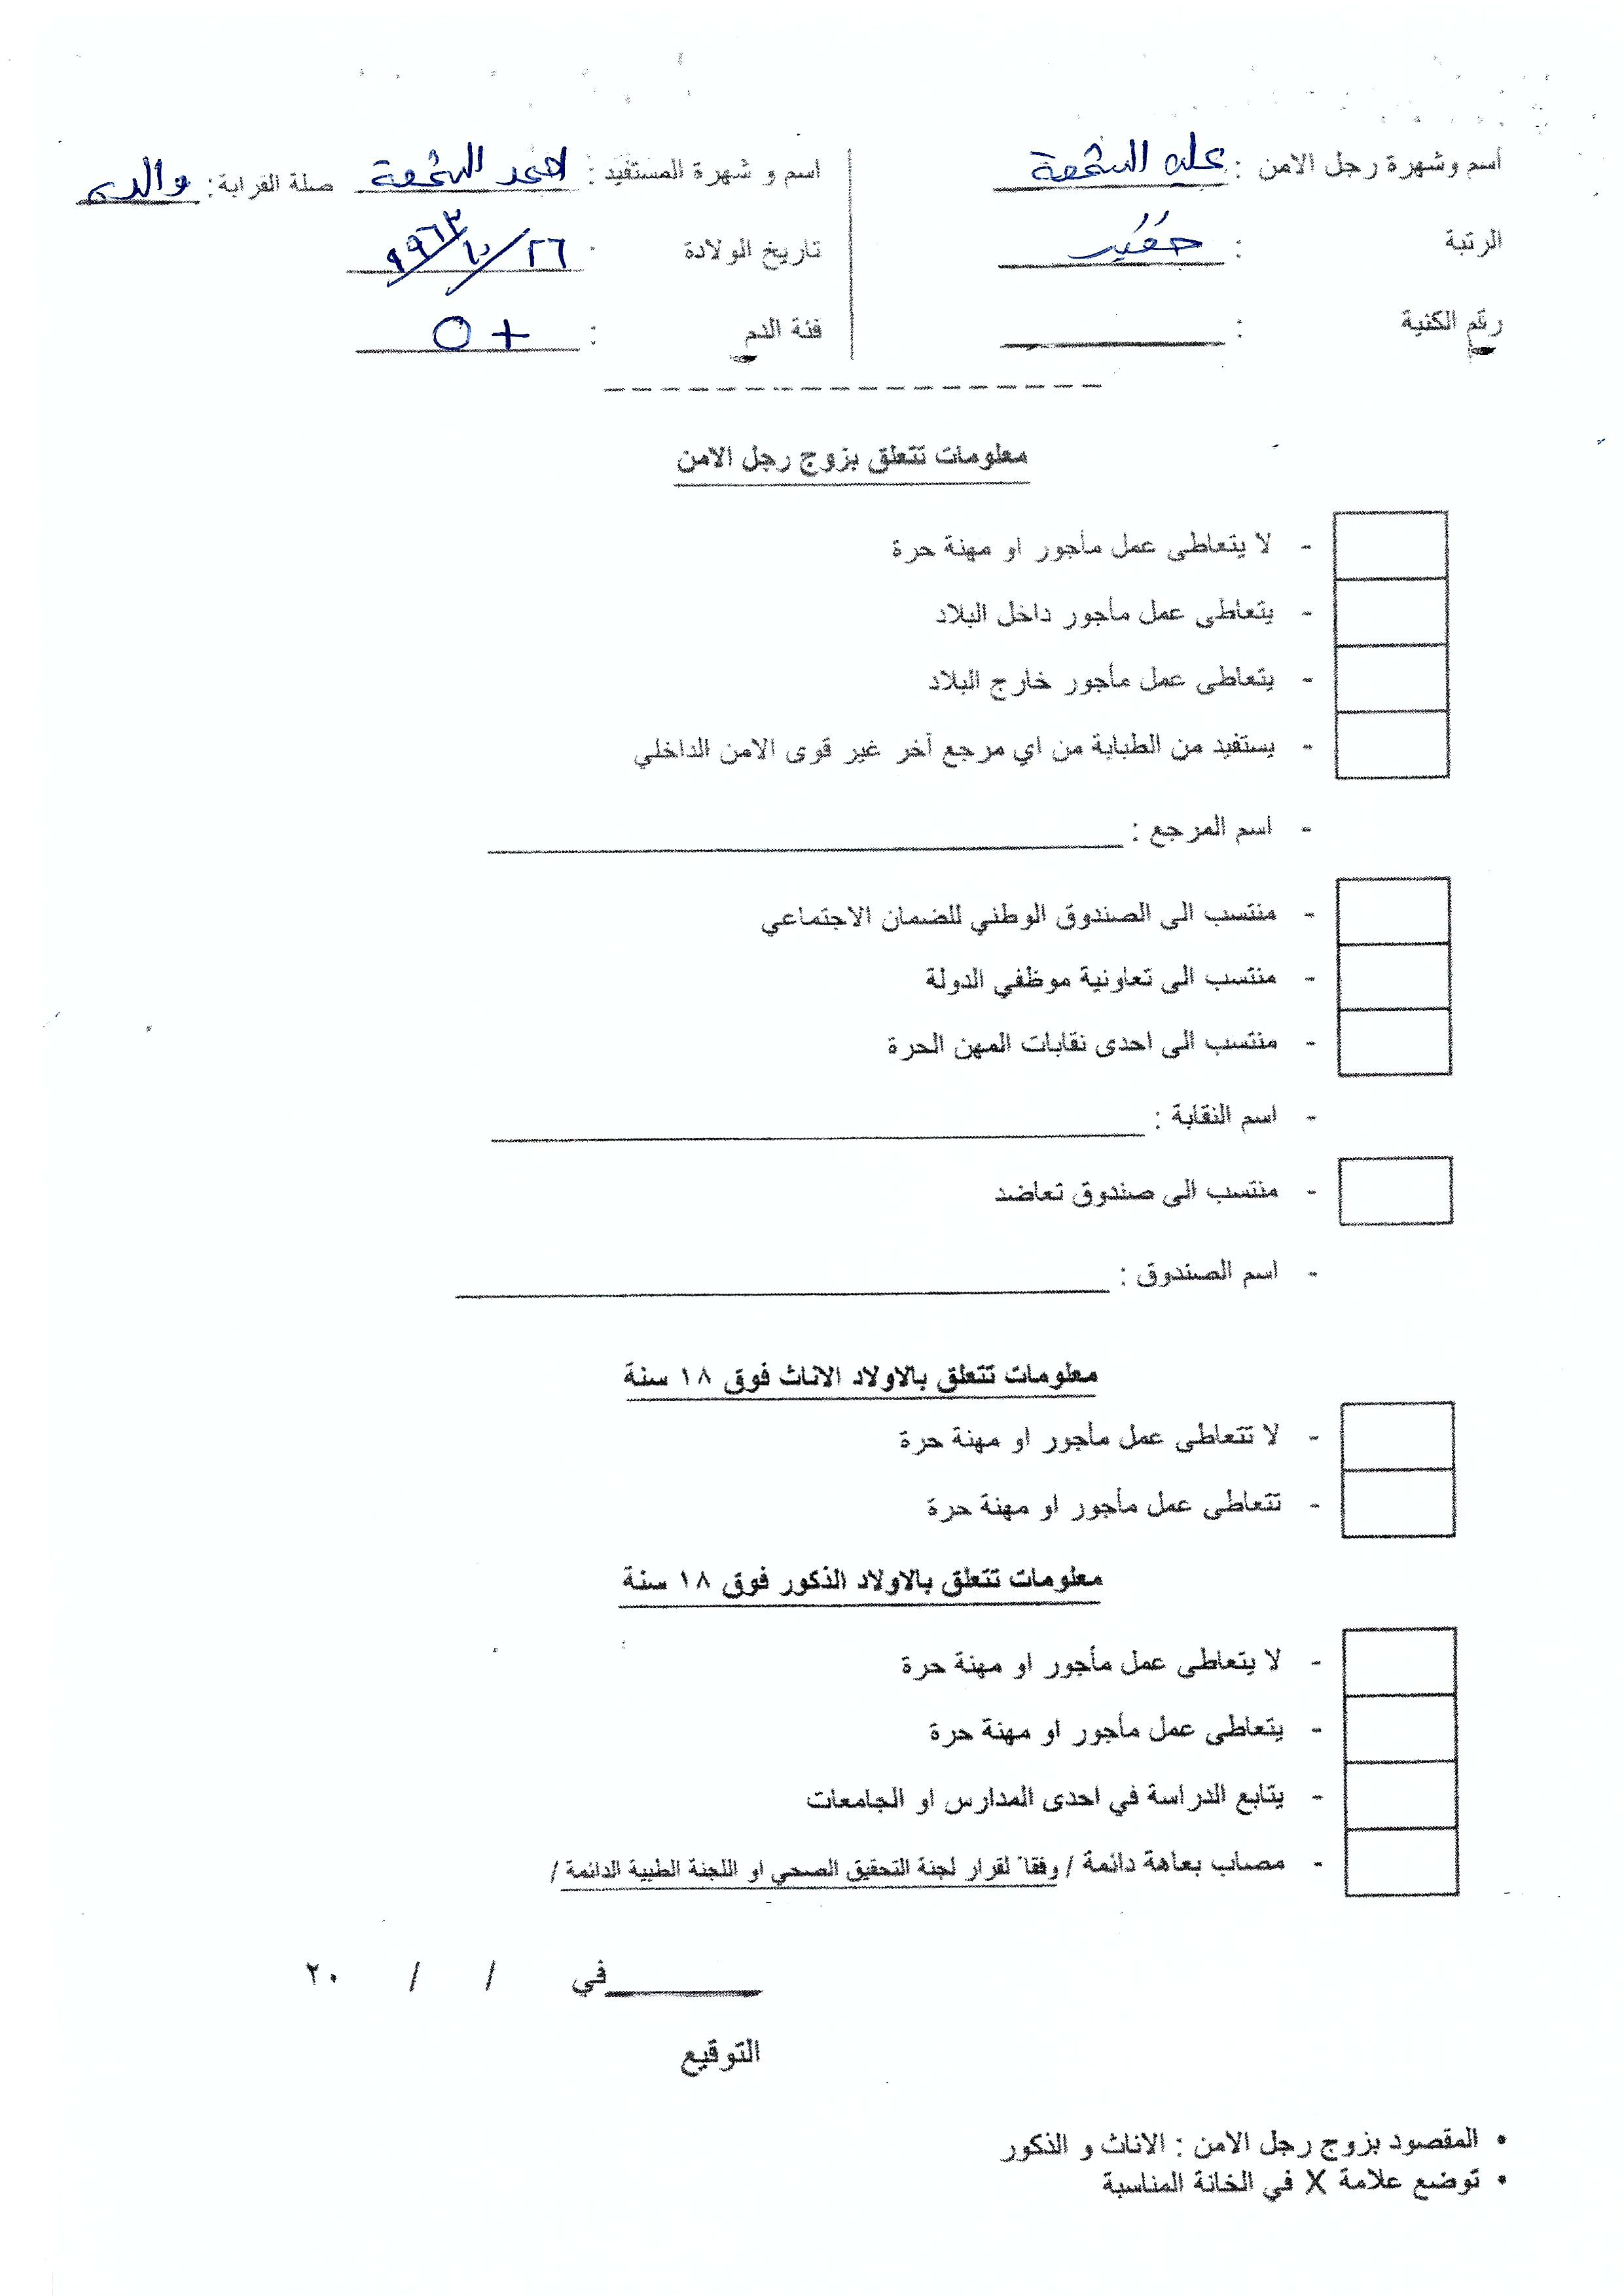 اسم وشهرة رجل الامن : علي الشمعة
اسم و شهرة المستفيد : احمد الشمعة صلة القرابة: والدي
الرتبة :
تاريخ الولادة : ٢٦/١٠/١٩٦٣
رقم الكنية :
فئة الدم : O+
معلومات تتعلق بزوج رجل الامن
- لا يتعاطى عمل مأجور او مهنة حرة
- يتعاطى عمل مأجور داخل البلاد
- يتعاطى عمل مأجور خارج البلاد
- يستفيد من الطبابة من اي مرجع آخر غير قوى الامن الداخلي
- اسم المرجع :
- منتسب الى الصندوق الوطني للضمان الاجتماعي
- منتسب الى تعاونية موظفي الدولة
- منتسب الى احدى نقابات المهن الحرة
- اسم النقابة :
- منتسب الى صندوق تعاضد
- اسم الصندوق :
معلومات تتعلق بالاولاد الاناث فوق ١٨ سنة
- لا تتعاطى عمل مأجور او مهنة حرة
- تتعاطى عمل مأجور او مهنة حرة
معلومات تتعلق بالاولاد الذكور فوق ١٨ سنة
- لا يتعاطى عمل مأجور او مهنة حرة
- يتعاطى عمل مأجور او مهنة حرة
- يتابع الدراسة في احدى المدارس او الجامعات
- مصاب بعاهة دائمة / وفقاً لقرار لجنة التحقيق الصحي او اللجنة الطبية الدائمة /
في / / ٢٠
التوقيع
• المقصود بزوج رجل الامن : الاناث و الذكور
• توضع علامة X في الخانة المناسبة